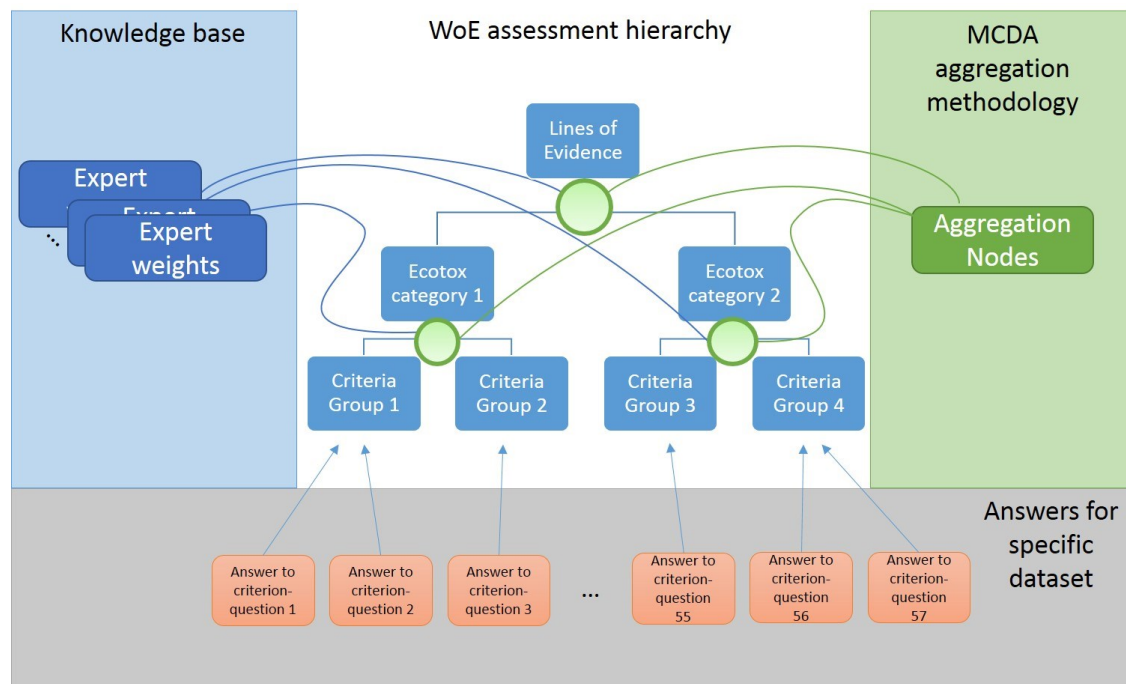 Knowledge base
WoE assessment hierarchy
MCDA
aggregation
methodology
Lines of
Evidence
Expert
Expert
Expert
weights
...
Aggregation
Nodes
Ecotox
category 1
Ecotox
category 2
Criteria
Group 1
Criteria
Group 2
Criteria
Group 3
Criteria
Group 4
Answers for
specific
dataset
Answer to
criterion-
question 1
Answer to
criterion-
question 2
Answer to
criterion-
question 3
...
Answer to
criterion-
question
55
Answer to
criterion-
question
56
Answer to
criterion-
question
57